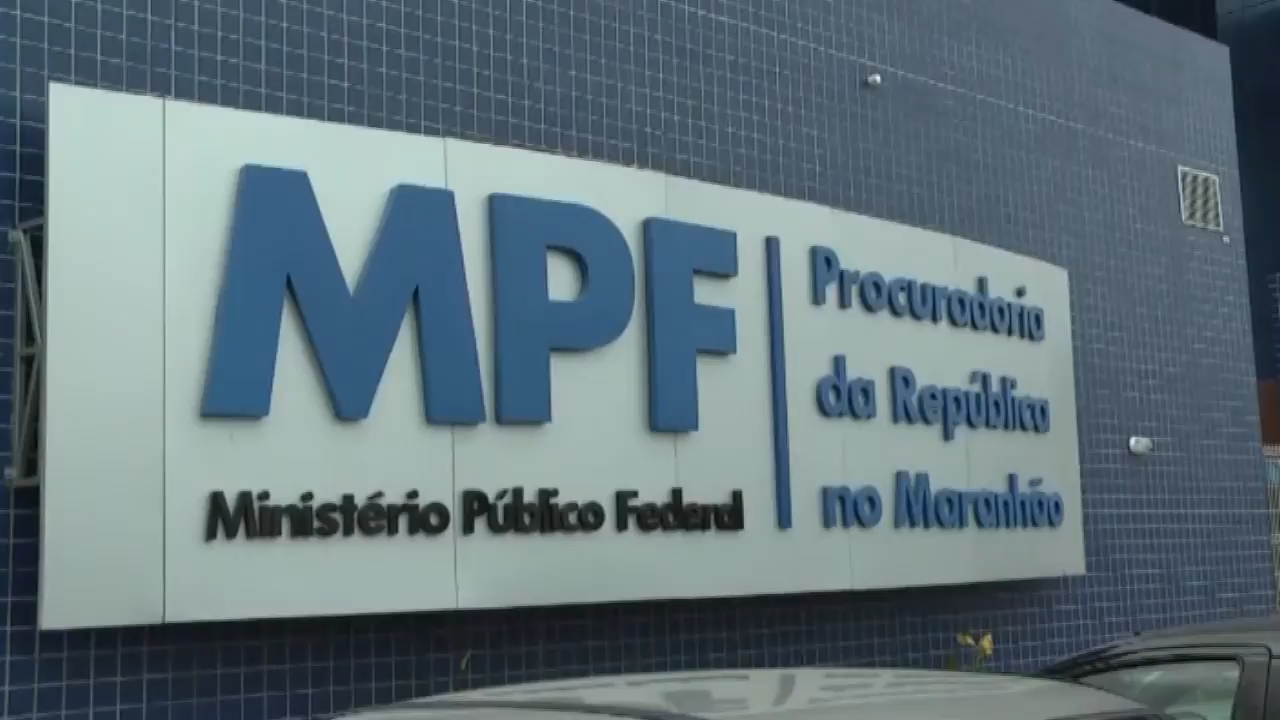 MPF
Ministério Público Federal
Procuradoria
da República
no Maranhão